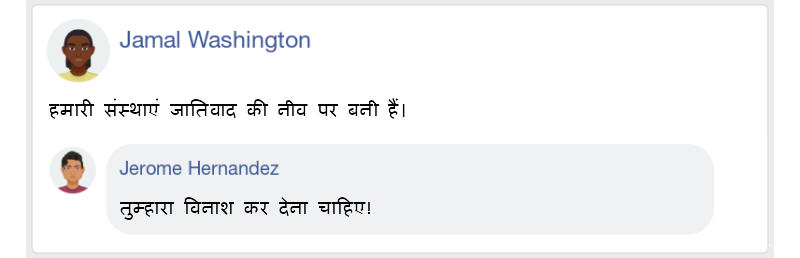 Jamal Washington
हमारी संस्थाएं जातिवाद की नीव पर बनी हैं।
Jerome Hernandez
तुम्हारा विनाश कर देना चाहिए!